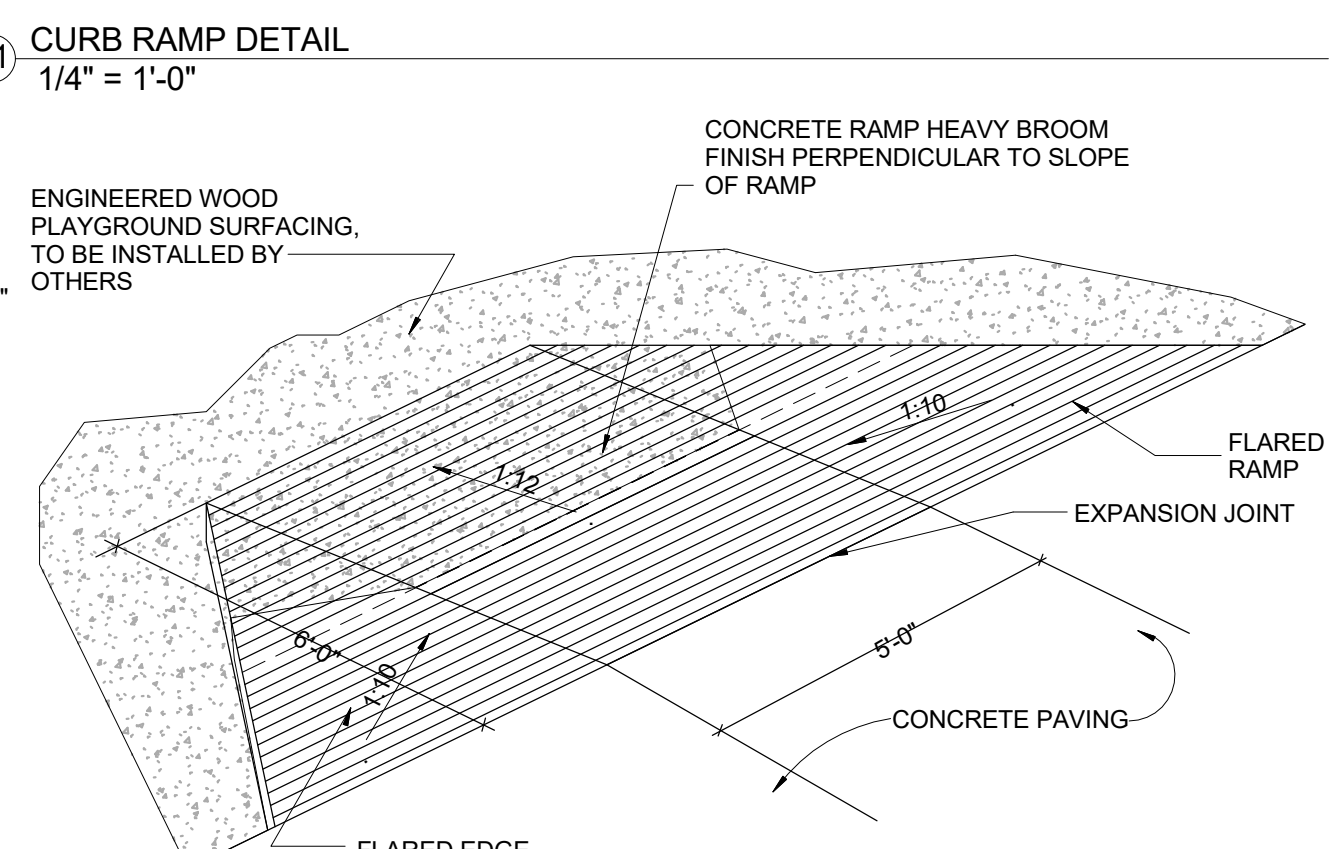 1
CURB RAMP DETAIL
1/4" = 1'-0"
CONCRETE RAMP HEAVY BROOM
FINISH PERPENDICULAR TO SLOPE
OF RAMP
ENGINEERED WOOD
PLAYGROUND SURFACING,
TO BE INSTALLED BY
OTHERS
"
1:10
FLARED
RAMP
1:12
EXPANSION JOINT
6'-0"
5'-0"
1:10
CONCRETE PAVING
FLARED EDGE